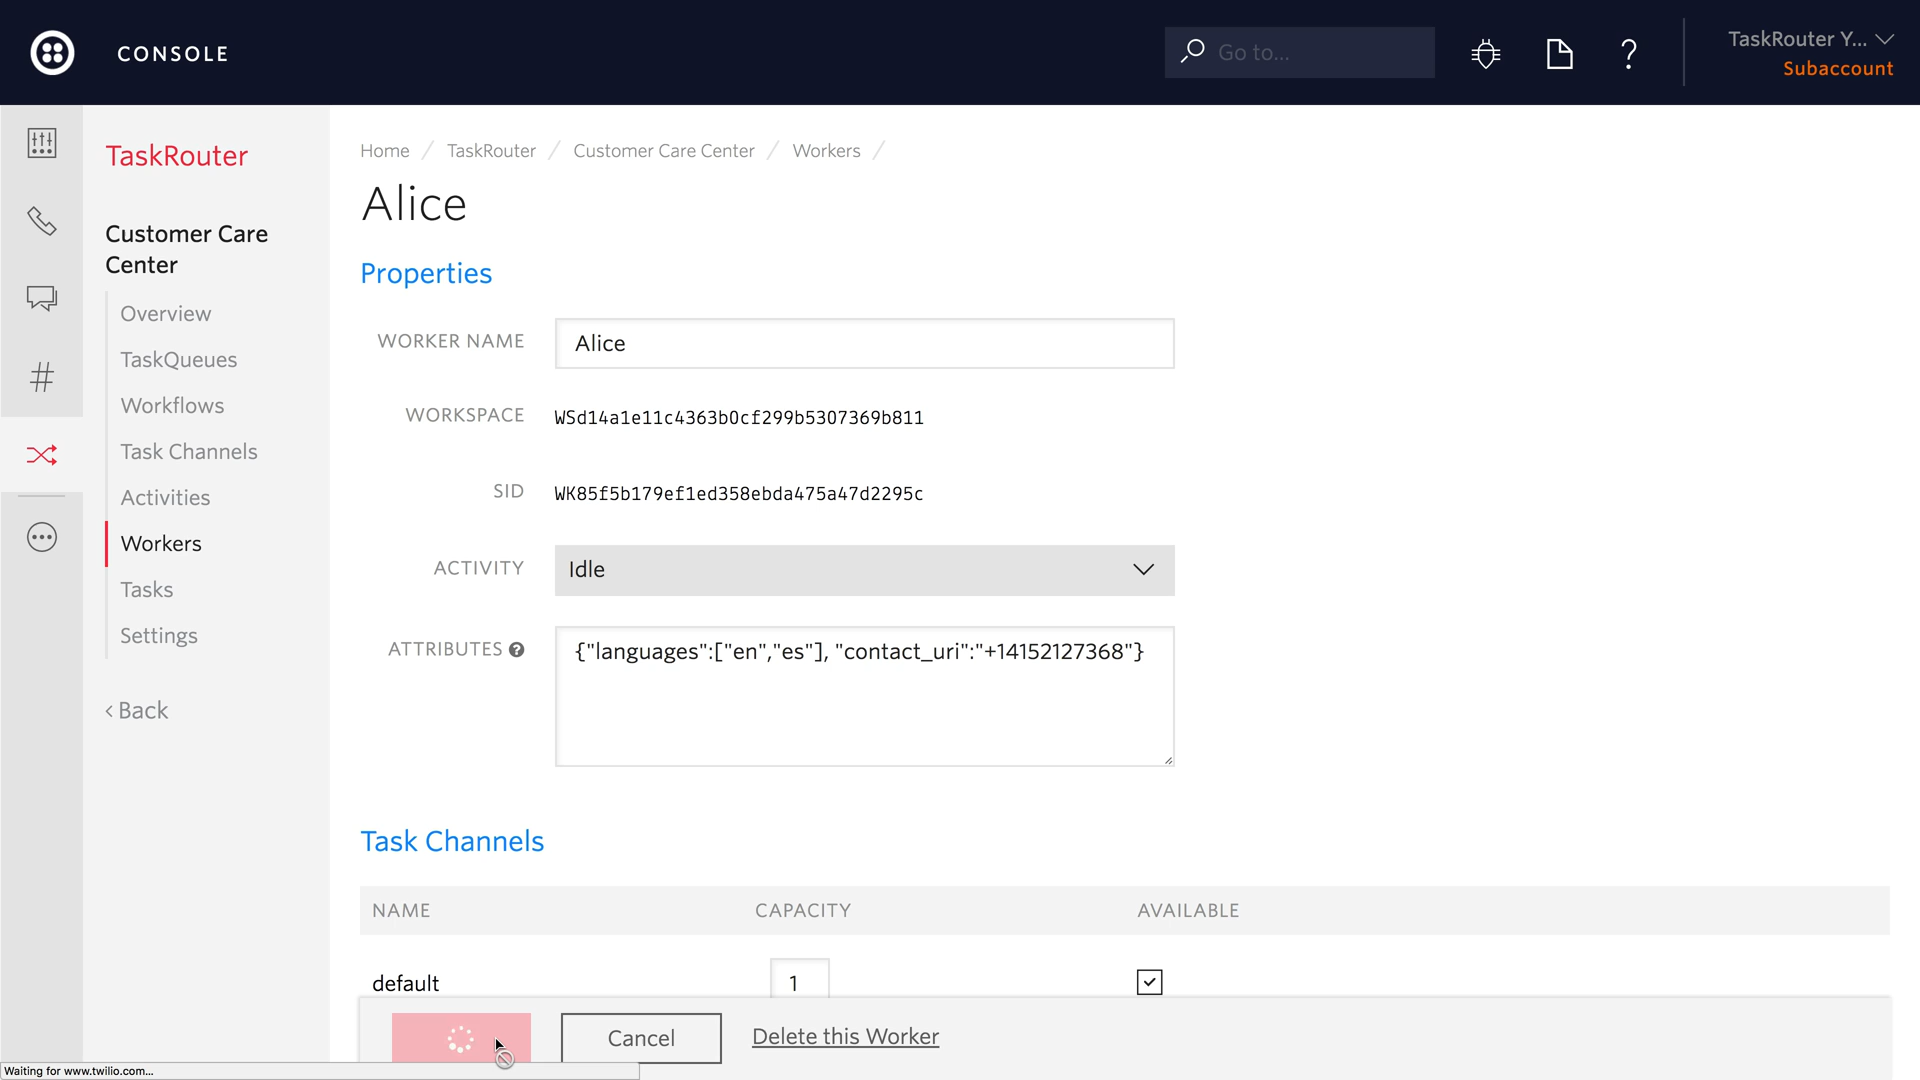 CONSOLE
Go to...
TaskRouter Y...
Subaccount
TaskRouter
Customer Care
Center
Overview
TaskQueues
Workflows
Task Channels
Activities
Workers
Tasks
Settings
Back
Home / TaskRouter / Customer Care Center / Workers /
Alice
Properties
WORKER NAME Alice
WORKSPACE WSd14a1e11c4363b0cf299b5307369b811
SID WK85f5b179ef1ed358ebda475a47d2295c
ACTIVITY Idle
ATTRIBUTES {"languages":["en","es"], "contact_uri":"+14152127368"}
Task Channels
NAME CAPACITY AVAILABLE
default 1
Cancel Delete this Worker
Waiting for www.twilio.com...